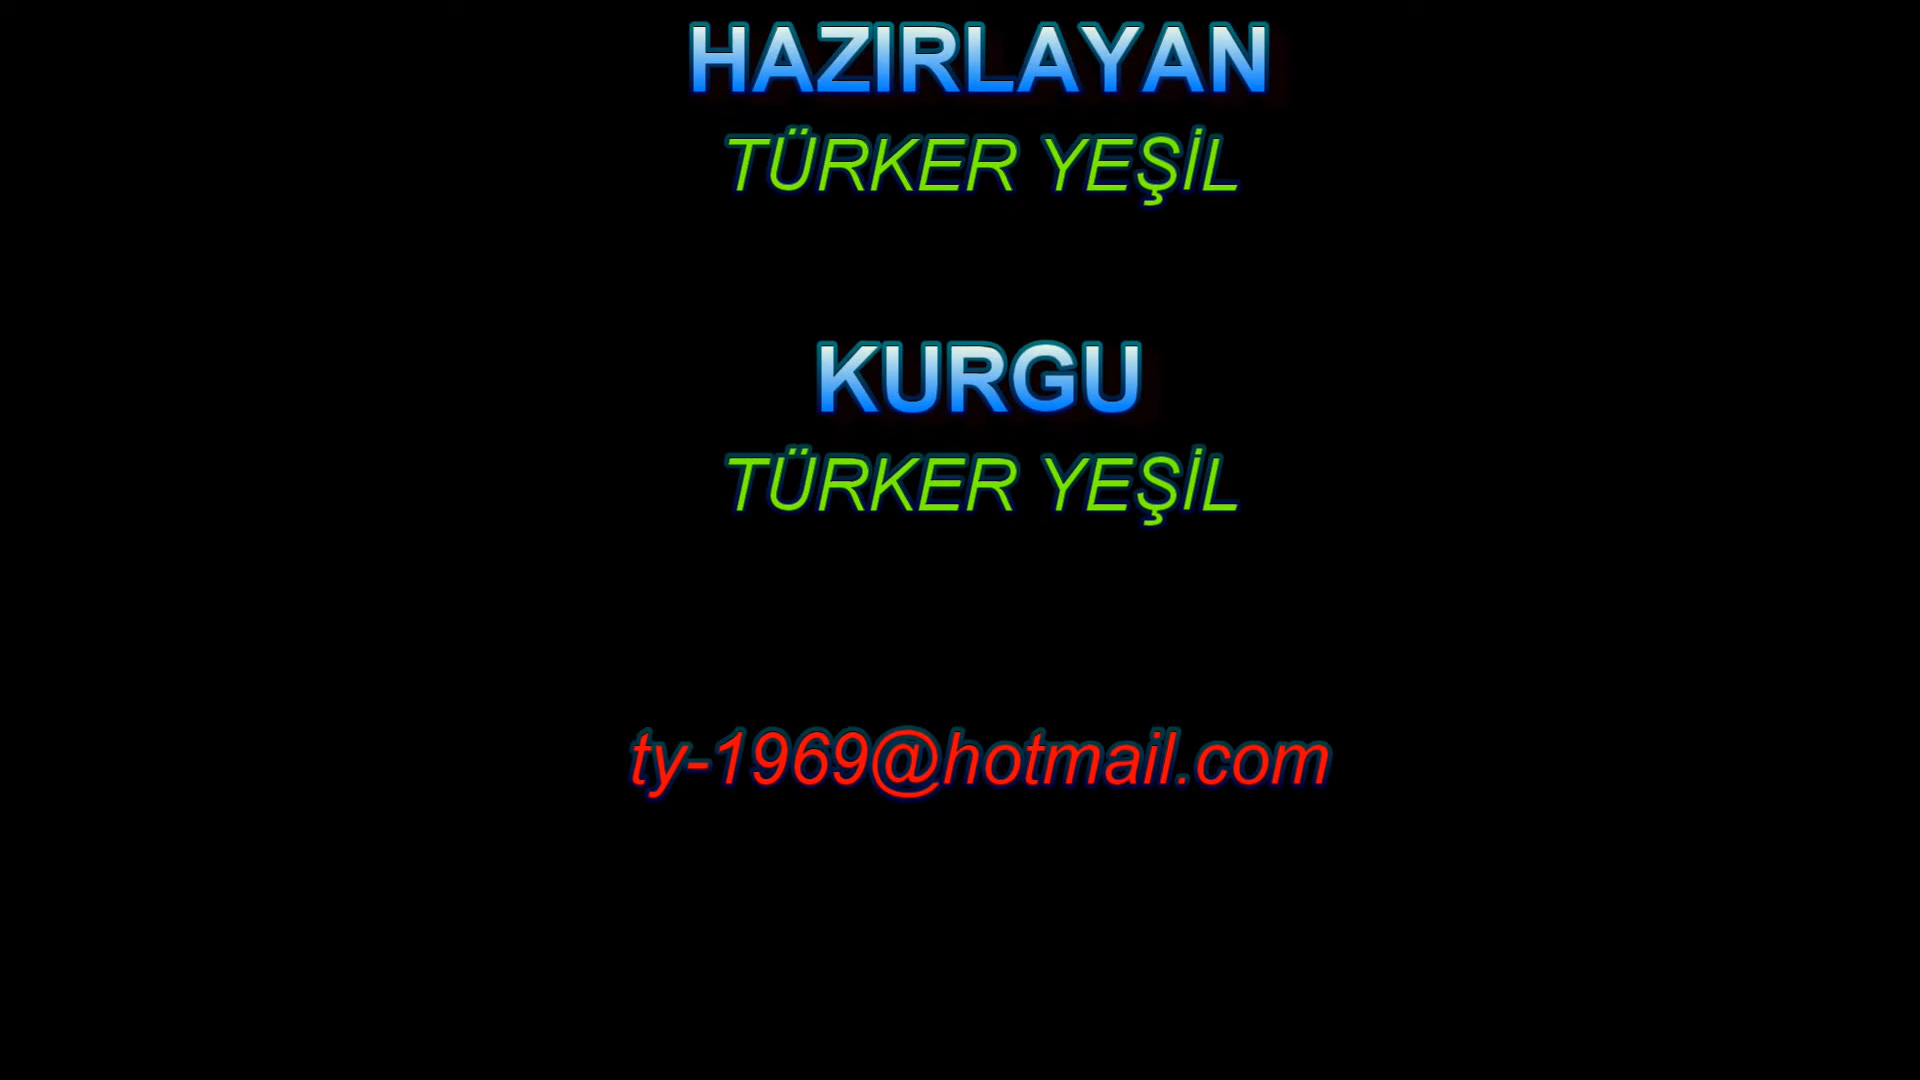 HAZIRLAYAN
TÜRKER YEŞİL
KURGU
TÜRKER YEŞİL
ty-1969@hotmail.com